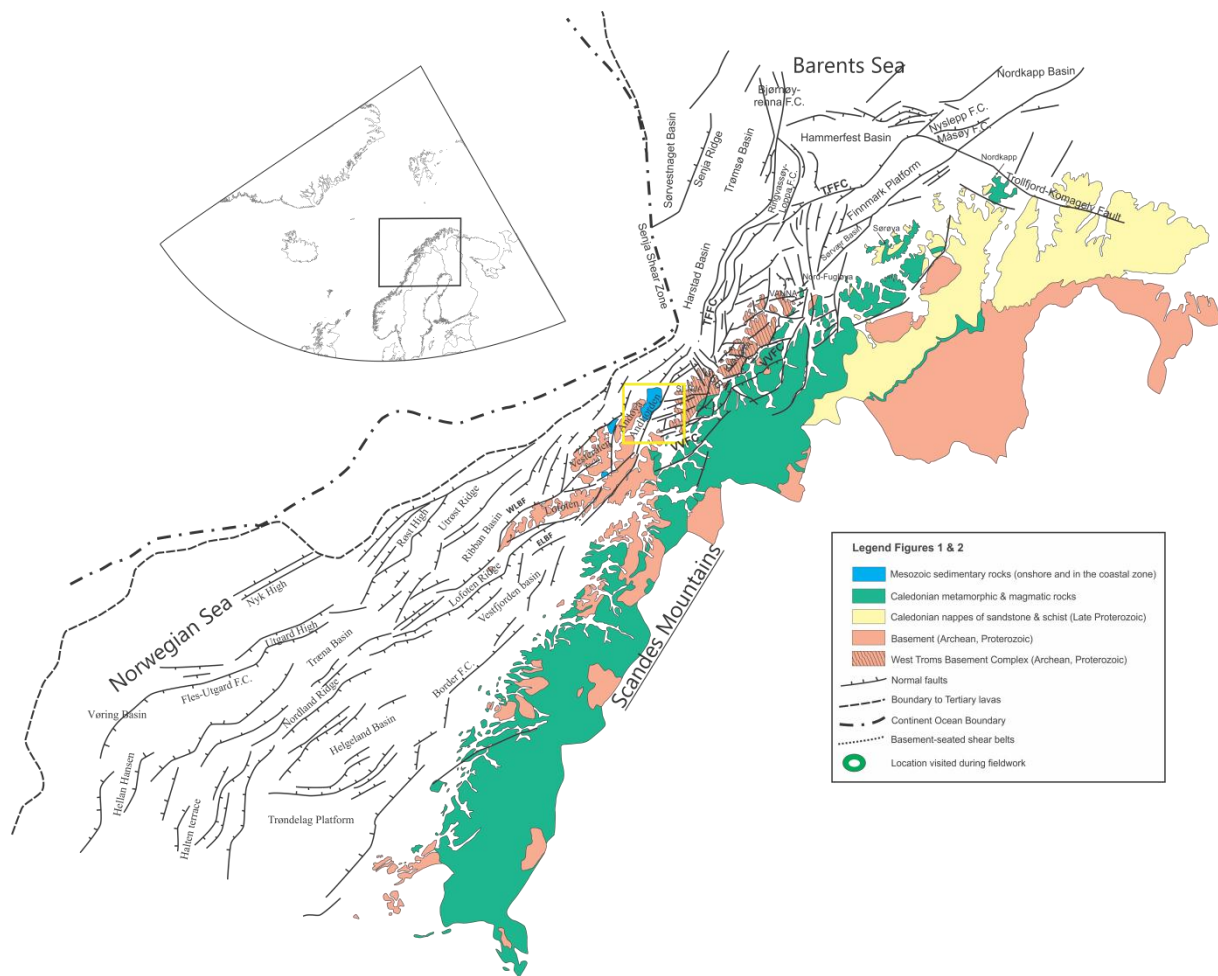 Barents Sea
Nordkapp Basin
Bjørnøy-
renna F.C.
Nyslepp F.C.
Måsøy F.C.
Hammerfest Basin
Sørvestnaget Basin
Senja Ridge
Tromsø Basin
Ringvassøy-
Loppa F.C.
TFFC
Finnmark Platform
Nordkapp
Trollfjord-Komagelv Fault
Sørøya
Sørvær Basin
Nord-Fugløya
VANNA
Senja Shear Zone
Harstad Basin
TFFC
VVFC
Andøya
Andfjorden
VVFC
Vesterålen
Lofoten
WLBF
ELBF
Røst High
Utrøst Ridge
Ribban Basin
Lofoten Ridge
Vestfjorden basin
Nyk High
Norwegian Sea
Utgard High
Træna Basin
Fles-Utgard F.C.
Nordland Ridge
Vøring Basin
Border F.C.
Helgeland Basin
Scandes Mountains
Hellan Hansen
Halten terrace
Trøndelag Platform
Legend Figures 1 & 2
Mesozoic sedimentary rocks (onshore and in the coastal zone)
Caledonian metamorphic & magmatic rocks
Caledonian nappes of sandstone & schist (Late Proterozoic)
Basement (Archean, Proterozoic)
West Troms Basement Complex (Archean, Proterozoic)
Normal faults
Boundary to Tertiary lavas
Continent Ocean Boundary
Basement-seated shear belts
Location visited during fieldwork